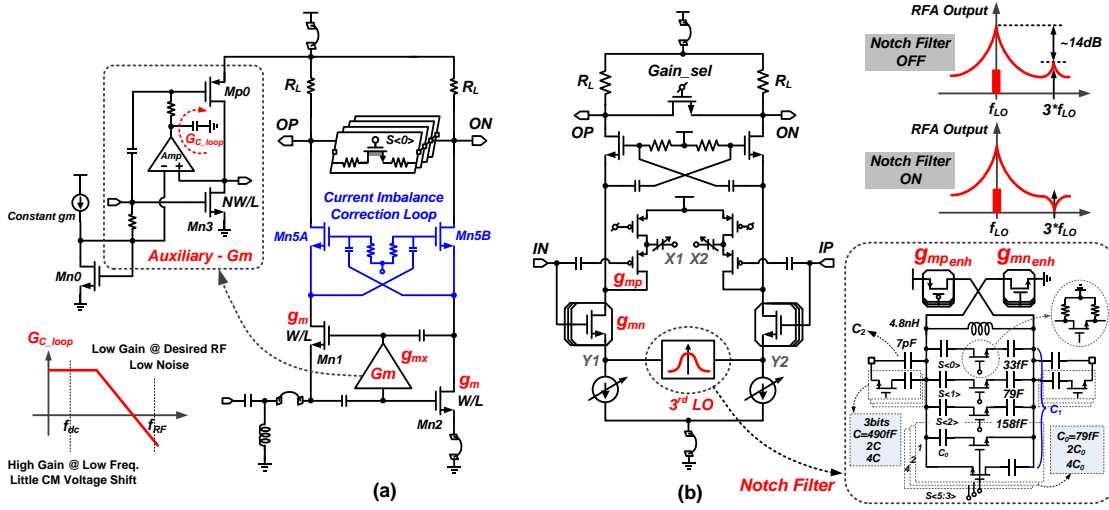 Mp0
G_C_loop
Amp
Constant gm
NW/L
Mn3
Auxiliary - Gm
Mn0
G_C_loop
Low Gain @ Desired RF
Low Noise
f_dc
f_RF
High Gain @ Low Freq.
Little CM Voltage Shift
R_L
R_L
OP
ON
S<0>
Current Imbalance
Correction Loop
Mn5A
Mn5B
g_m
W/L
Mn1
g_mx
Gm
g_m
W/L
Mn2
(a)
R_L
Gain_sel
R_L
OP
ON
IN
IP
X1
X2
g_mp
g_mn
Y1
Y2
3rd LO
(b)
Notch Filter
RFA Output
Notch Filter
OFF
~14dB
f_LO
3*f_LO
RFA Output
Notch Filter
ON
f_LO
3*f_LO
g_mp_enh
g_mn_enh
4.8nH
C_2
7pF
S<0>
33fF
S<1>
79F
S<2>
158fF
C_1
C_0
1
2
4
S<5:3>
3bits
C=490fF
2C
4C
C_0=79fF
2C_0
4C_0